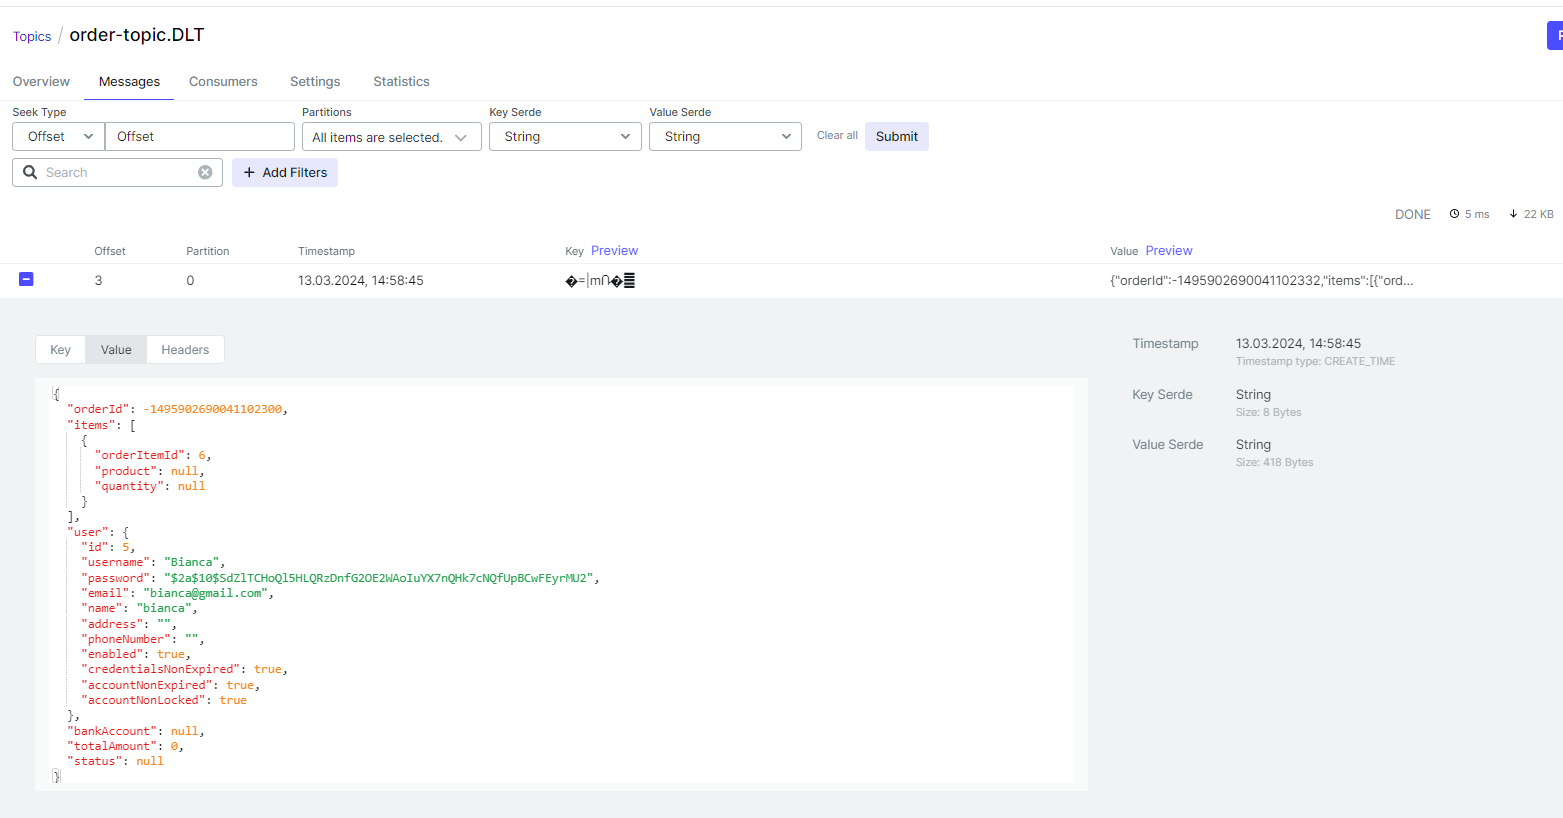 Topics / order-topic.DLT
Overview Messages Consumers Settings Statistics
Seek Type Partitions Key Serde Value Serde
Offset Offset All items are selected. String String Clear all Submit
Search + Add Filters
DONE 5 ms 22 KB
Offset Partition Timestamp Key Preview Value Preview
3 0 13.03.2024, 14:58:45 {"orderId":-1495902690041102332,"items":[{"ord...
Key Value Headers
Timestamp 13.03.2024, 14:58:45
Timestamp type: CREATE_TIME
Key Serde String
Size: 8 Bytes
Value Serde String
Size: 418 Bytes
{
"orderId": -1495902690041102300,
"items": [
{
"orderItemId": 6,
"product": null,
"quantity": null
}
],
"user": {
"id": 5,
"username": "Bianca",
"password": "$2a$10$SdZlTCHoQl5HLQRzDnfG2OE2WAoIuYX7nQHk7cNQfUpBCwFEyrMU2",
"email": "bianca@gmail.com",
"name": "bianca",
"address": "",
"phoneNumber": "",
"enabled": true,
"credentialsNonExpired": true,
"accountNonExpired": true,
"accountNonLocked": true
},
"bankAccount": null,
"totalAmount": 0,
"status": null
}